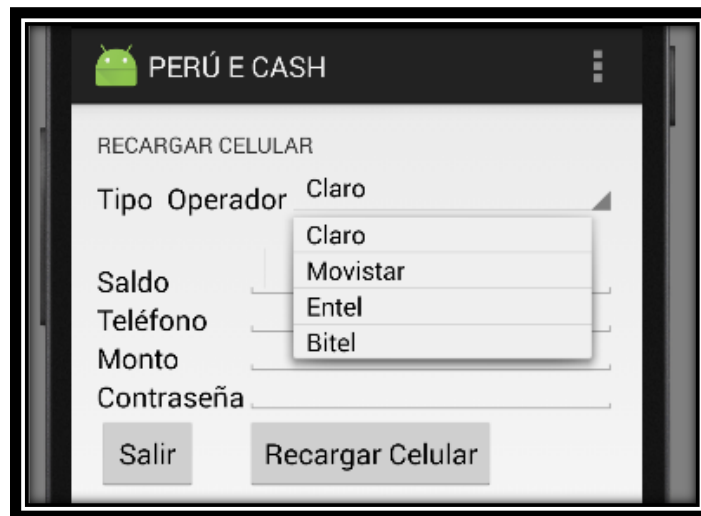 PERÚ E CASH
RECARGAR CELULAR
Tipo Operador Claro
Claro
Movistar
Entel
Bitel
Saldo
Teléfono
Monto
Contraseña
Salir Recargar Celular